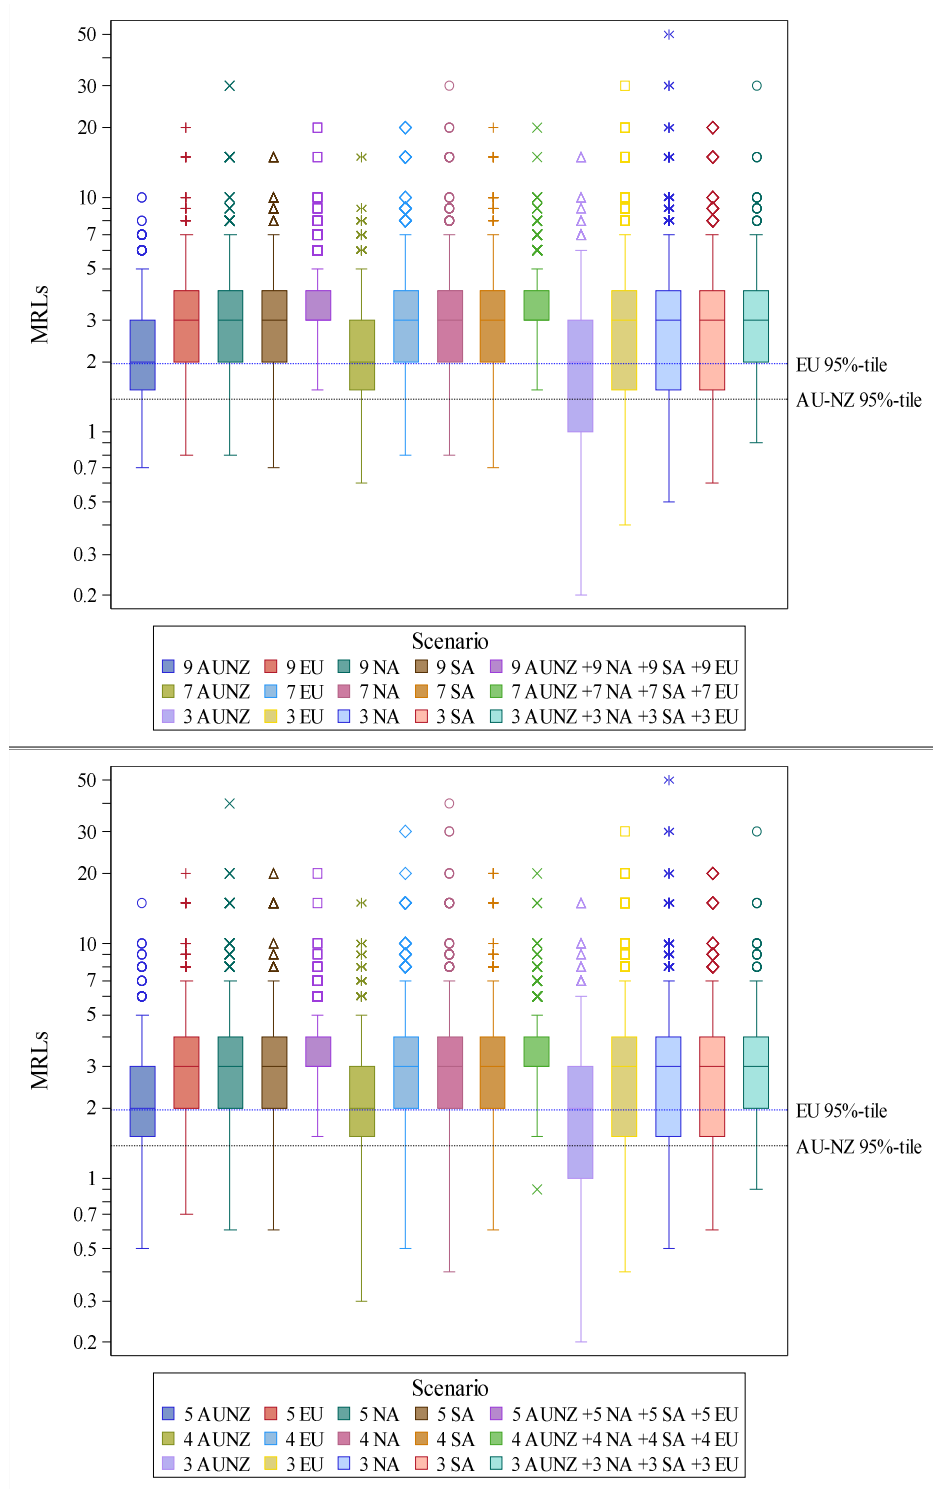 50
30
20
10
7
5
3
2
1
0.7
0.5
0.3
0.2
MRLs
EU 95%-tile
AU-NZ 95%-tile
Scenario
9 AUNZ 9 EU 9 NA 9 SA 9 AUNZ +9 NA +9 SA +9 EU
7 AUNZ 7 EU 7 NA 7 SA 7 AUNZ +7 NA +7 SA +7 EU
3 AUNZ 3 EU 3 NA 3 SA 3 AUNZ +3 NA +3 SA +3 EU
50
30
20
10
7
5
3
2
1
0.7
0.5
0.3
0.2
MRLs
EU 95%-tile
AU-NZ 95%-tile
Scenario
5 AUNZ 5 EU 5 NA 5 SA 5 AUNZ +5 NA +5 SA +5 EU
4 AUNZ 4 EU 4 NA 4 SA 4 AUNZ +4 NA +4 SA +4 EU
3 AUNZ 3 EU 3 NA 3 SA 3 AUNZ +3 NA +3 SA +3 EU